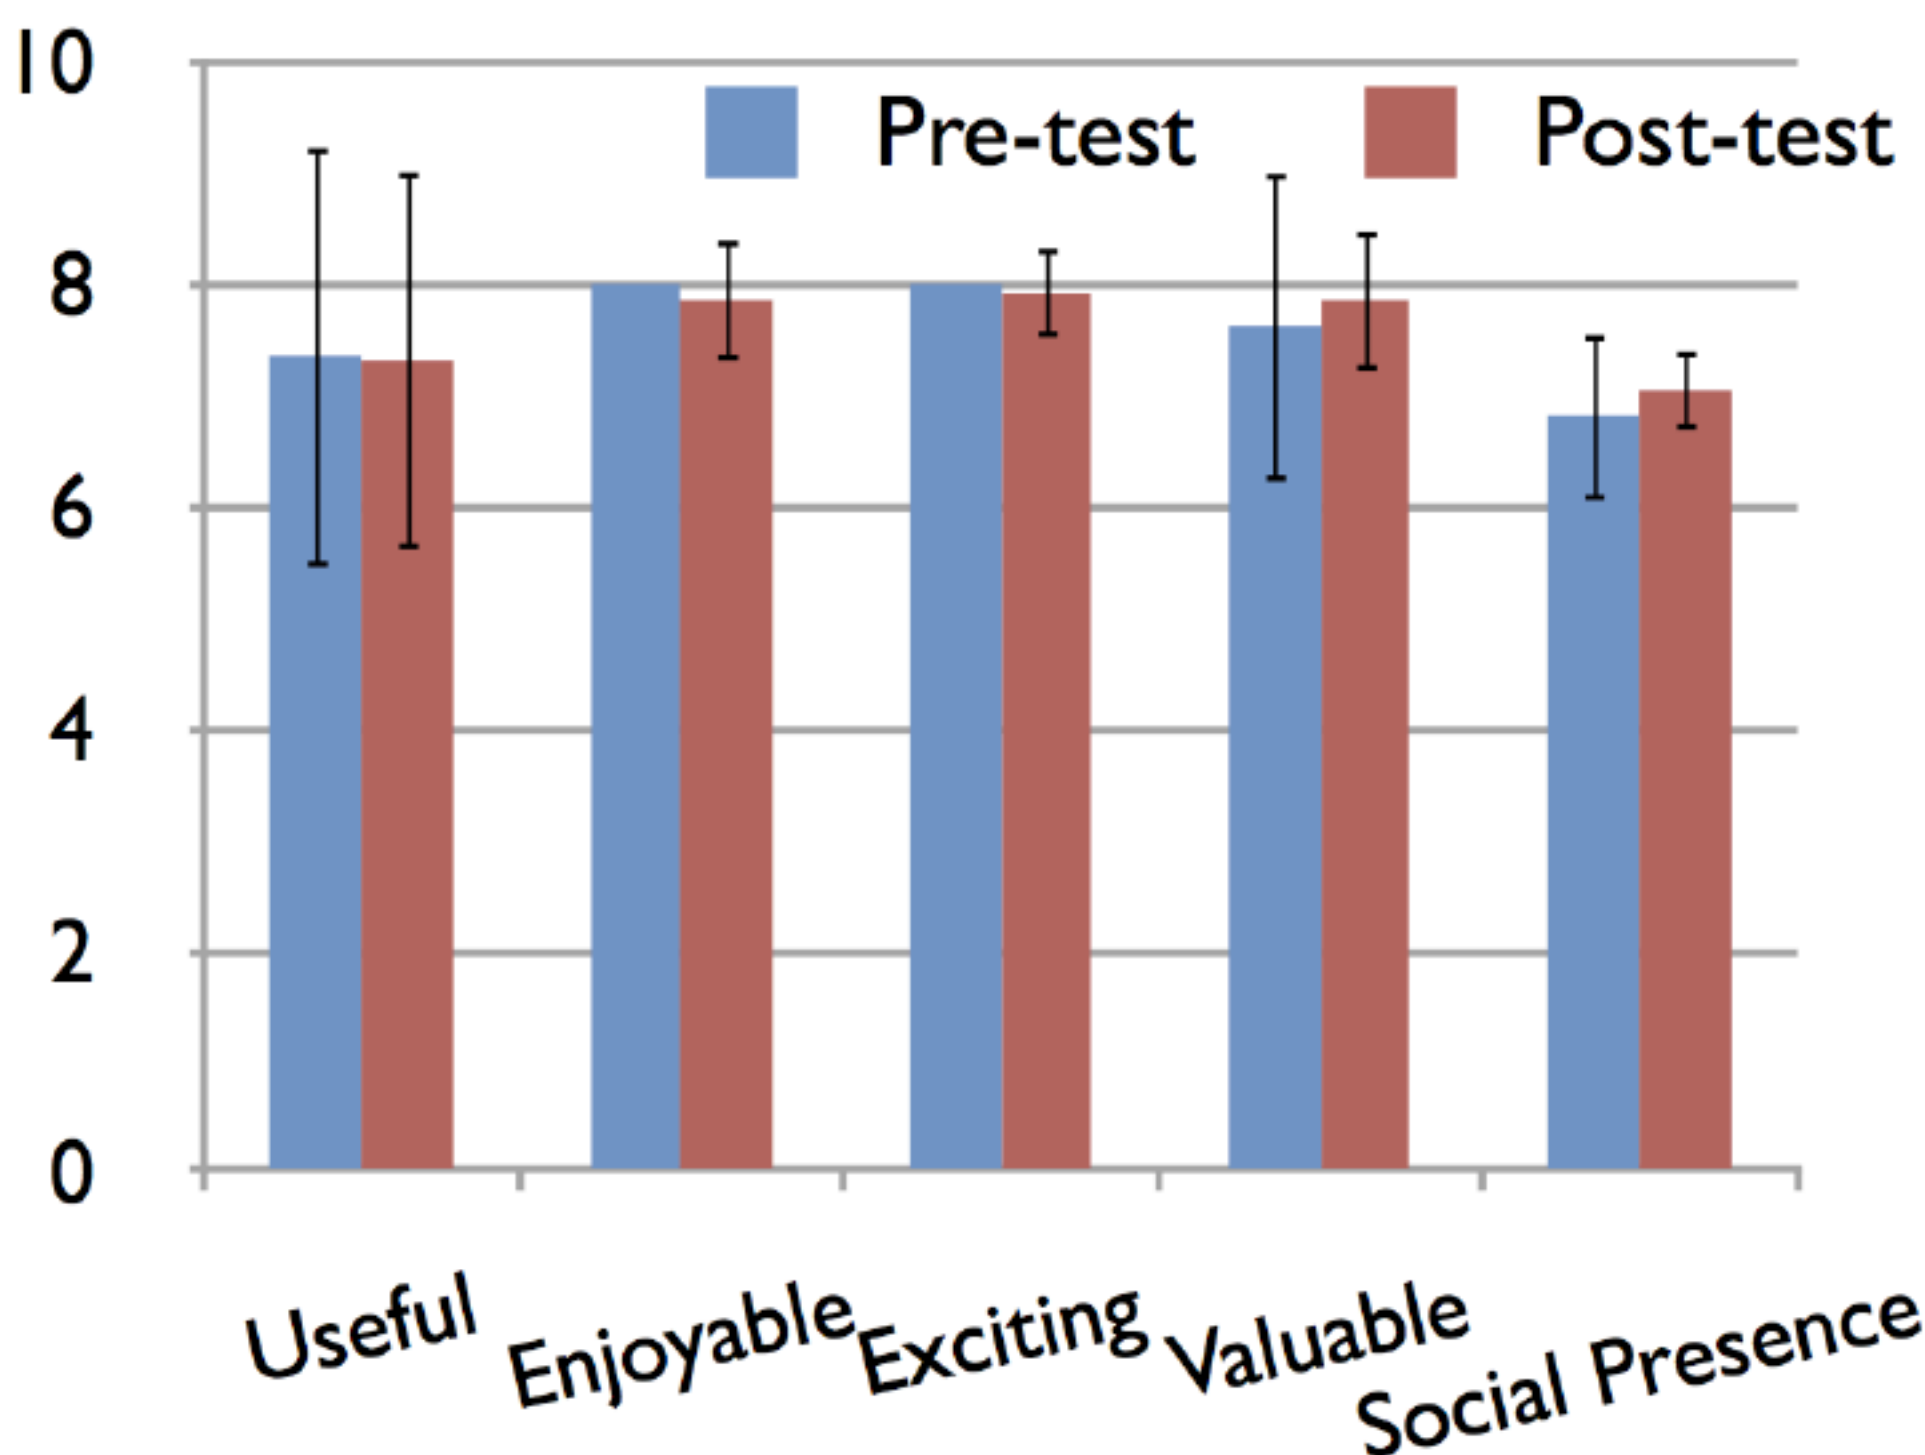 10
Pre-test
Post-test
8
6
4
2
0
Useful
Enjoyable
Exciting
Valuable
Social Presence